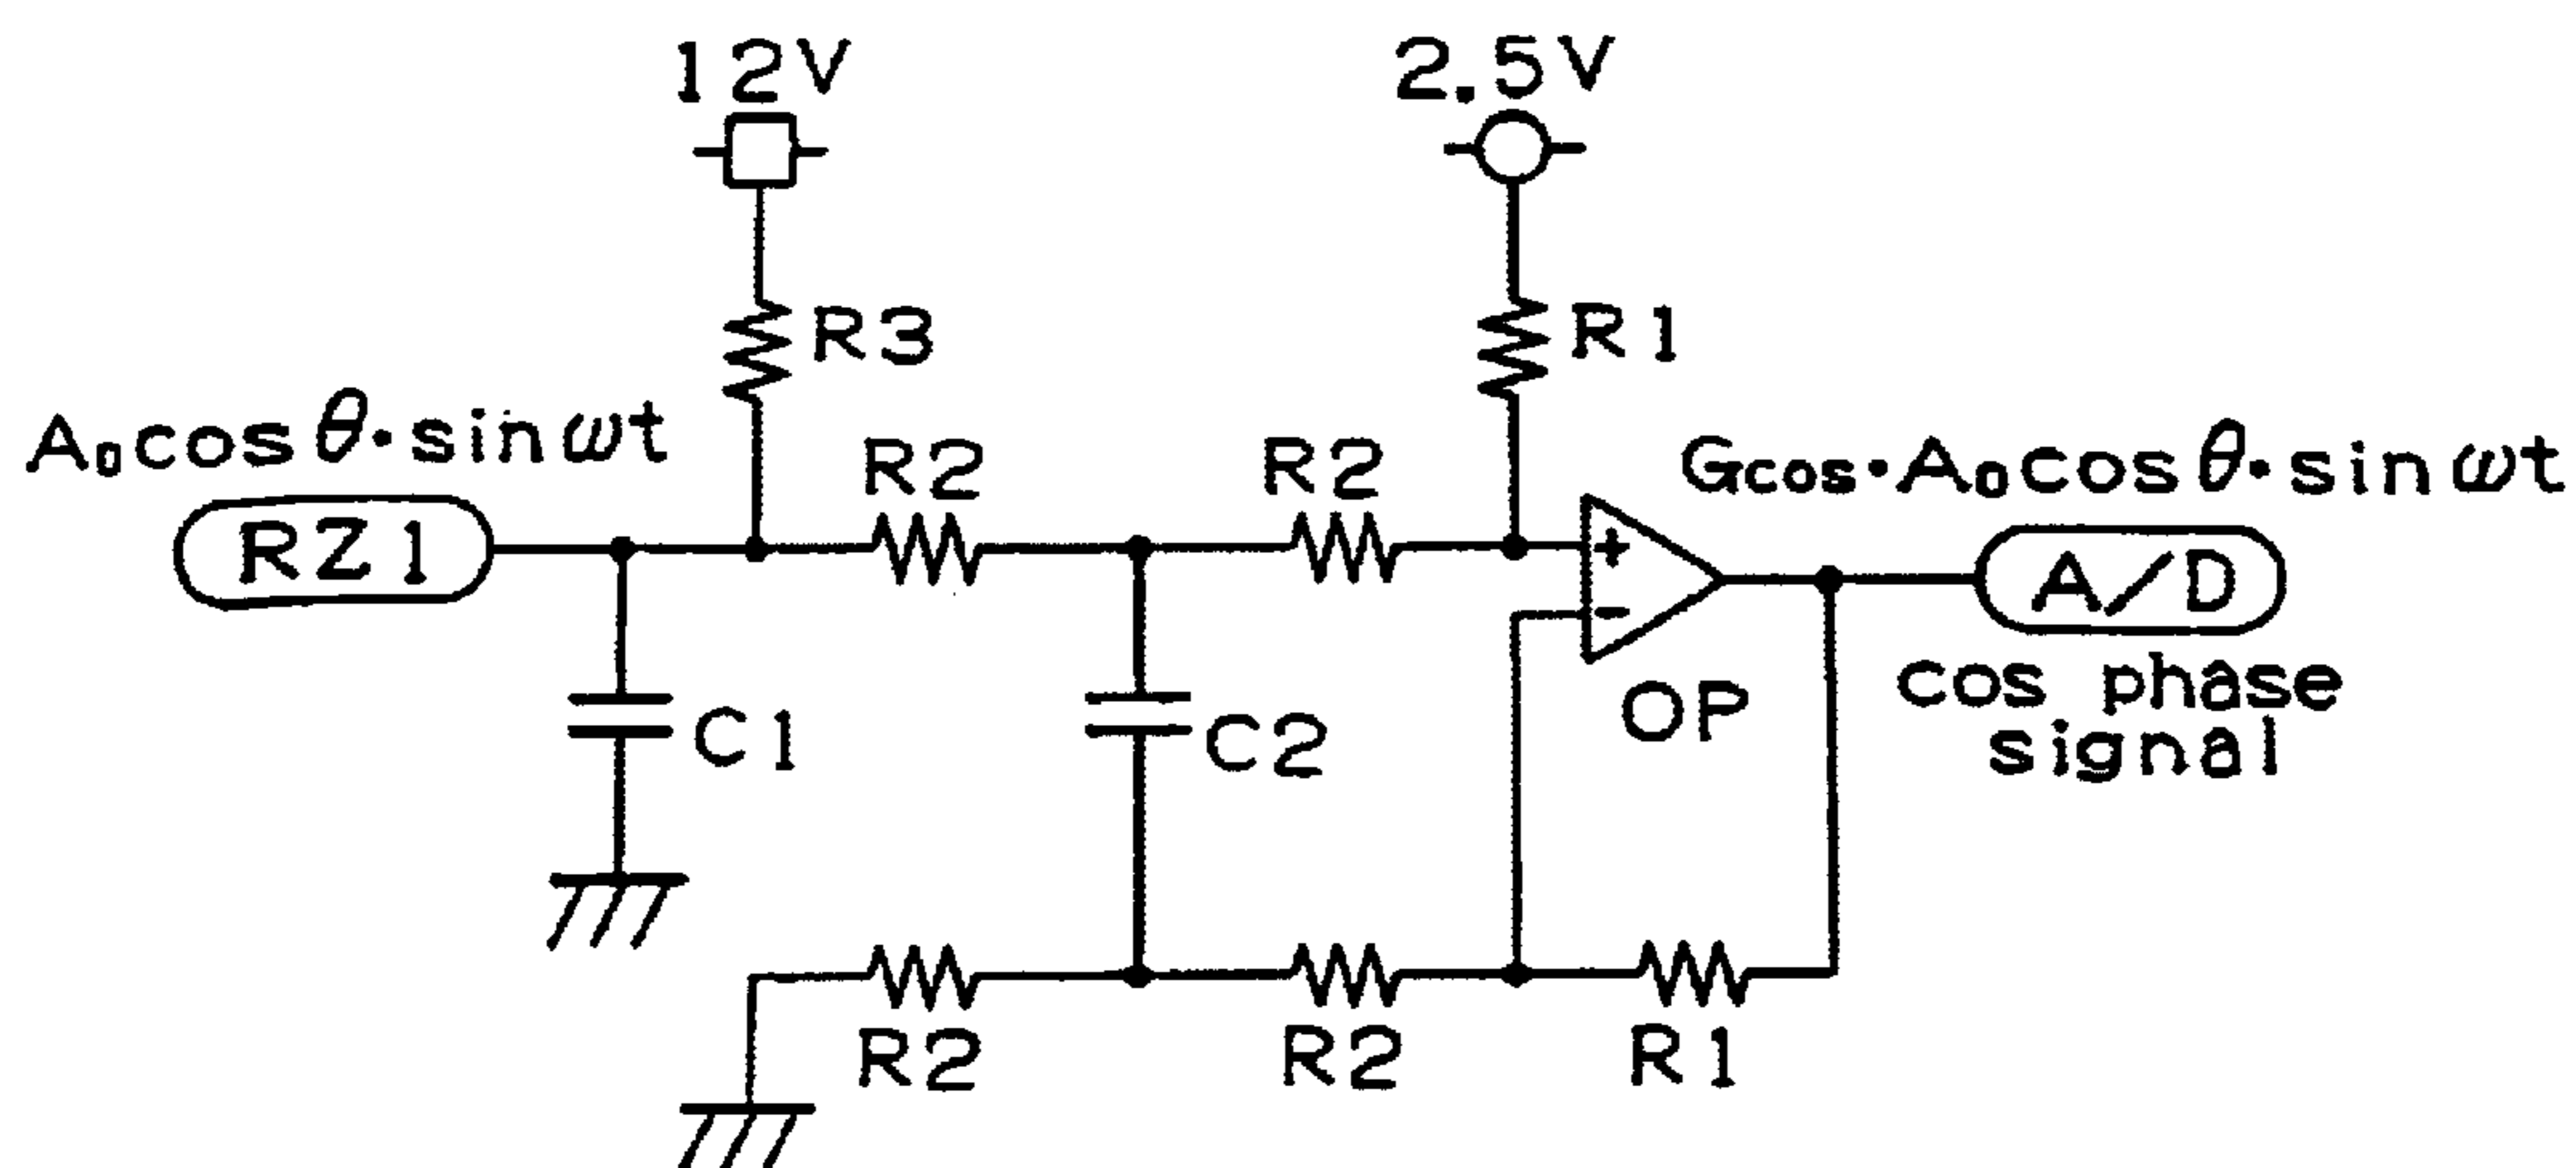 12V
2.5V
R3
R1
A₀cosθ·sinωt
R2
R2
Gcos·A₀cosθ·sinωt
RZ1
+
−
A/D
C1
C2
OP
cos phase
signal
R2
R2
R1